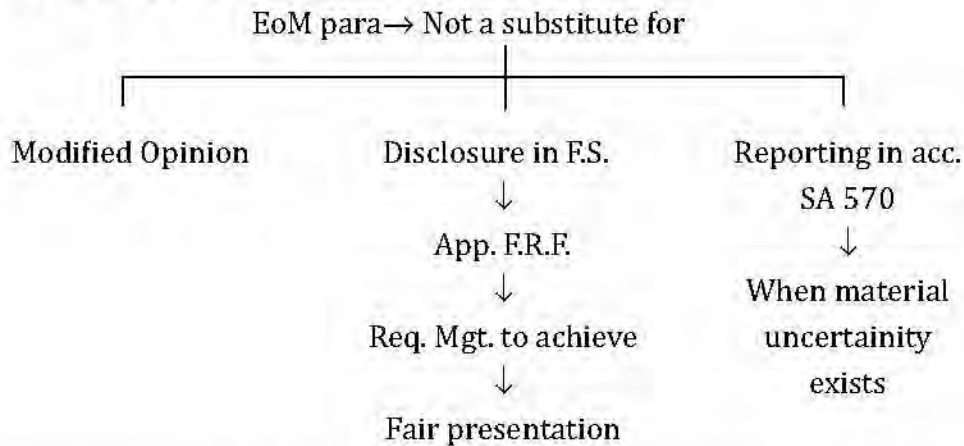 EoM para→ Not a substitute for
Modified Opinion
Disclosure in F.S.
↓
App. F.R.F.
↓
Req. Mgt. to achieve
↓
Fair presentation
Reporting in acc.
SA 570
↓
When material
uncertainity
exists